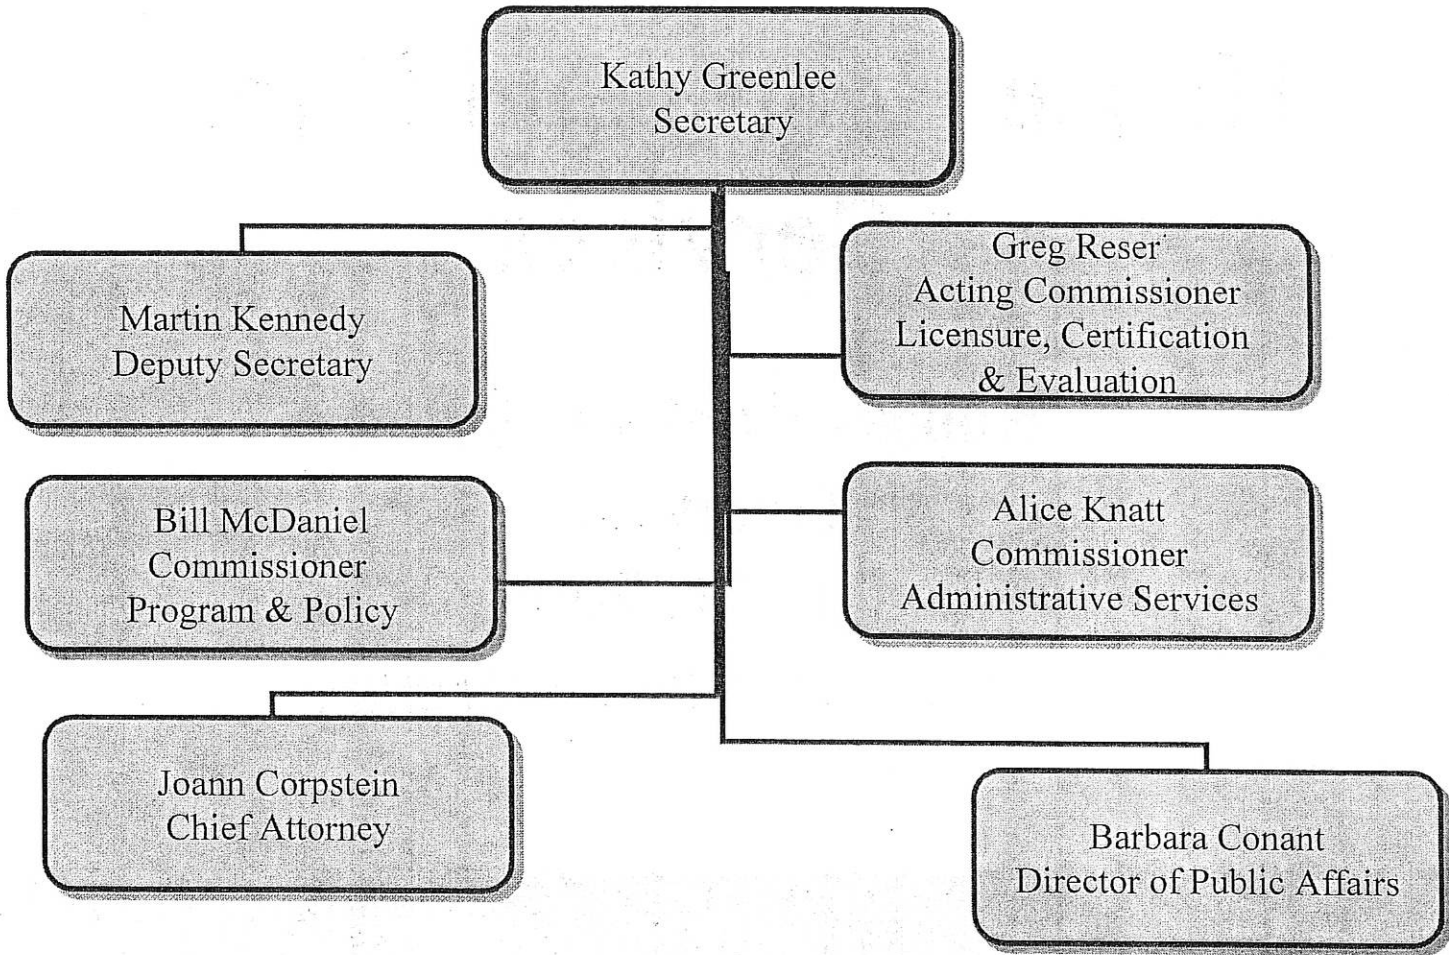 Kathy Greenlee
Secretary
Martin Kennedy
Deputy Secretary
Greg Reser
Acting Commissioner
Licensure, Certification
& Evaluation
Bill McDaniel
Commissioner
Program & Policy
Alice Knatt
Commissioner
Administrative Services
Joann Corpstein
Chief Attorney
Barbara Conant
Director of Public Affairs